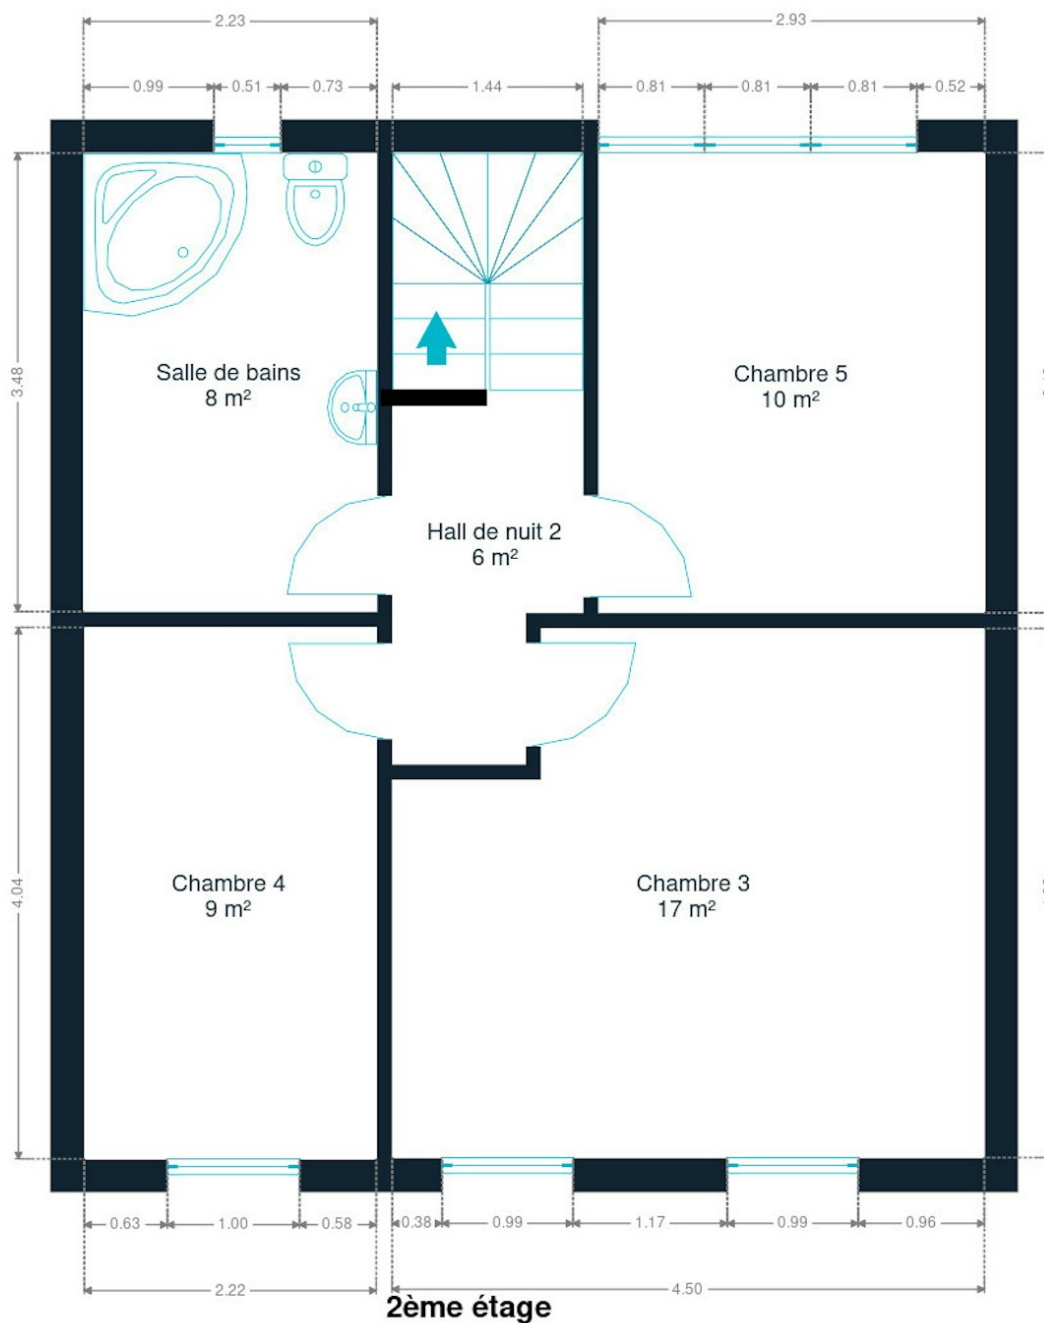 2.23
2.93
0.99
0.51
0.73
1.44
0.81
0.81
0.81
0.52
3.48
Salle de bains
8 m²
Chambre 5
10 m²
Hall de nuit 2
6 m²
4.04
Chambre 4
9 m²
Chambre 3
17 m²
0.63
1.00
0.58
0.38
0.99
1.17
0.99
0.96
2.22
4.50
2ème étage